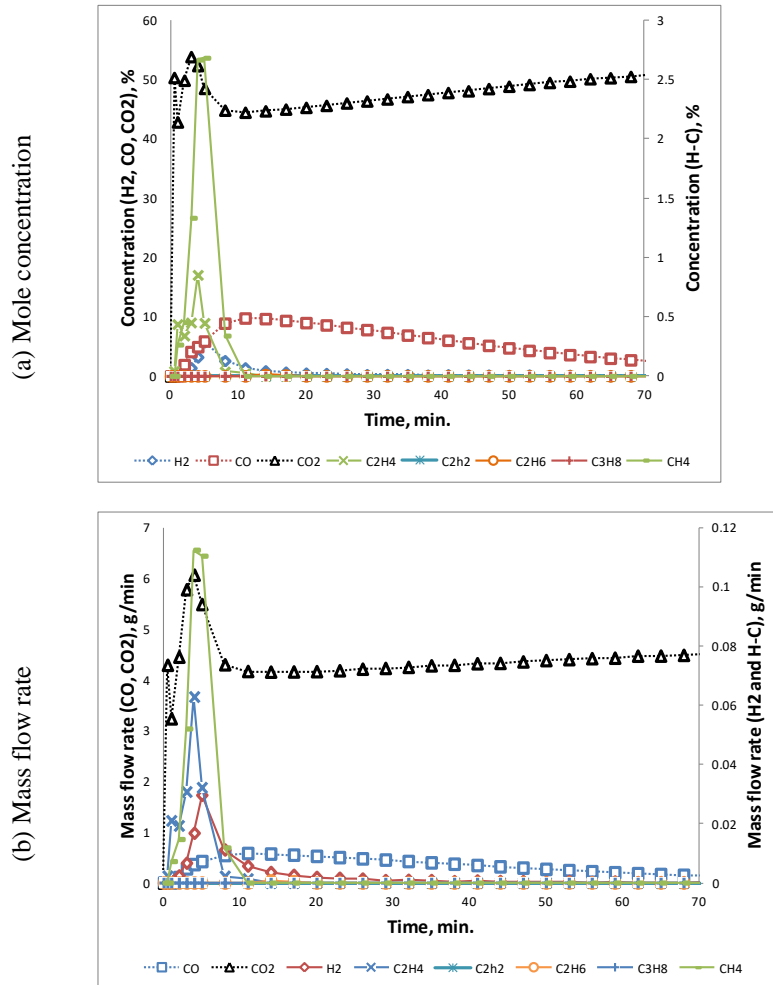 (a) Mole concentration
Concentration (H2, CO, CO2), %
60
50
40
30
20
10
0
3
2.5
2
1.5
1
0.5
0
Concentration (H-C), %
0 10 20 30 40 50 60 70
Time, min.
H2 CO CO2 C2H4 C2h2 C2H6 C3H8 CH4
(b) Mass flow rate
Mass flow rate (CO, CO2), g/min
7
6
5
4
3
2
1
0
0.12
0.1
0.08
0.06
0.04
0.02
0
Mass flow rate (H2 and H-C), g/min
0 10 20 30 40 50 60 70
Time, min.
CO CO2 H2 C2H4 C2h2 C2H6 C3H8 CH4